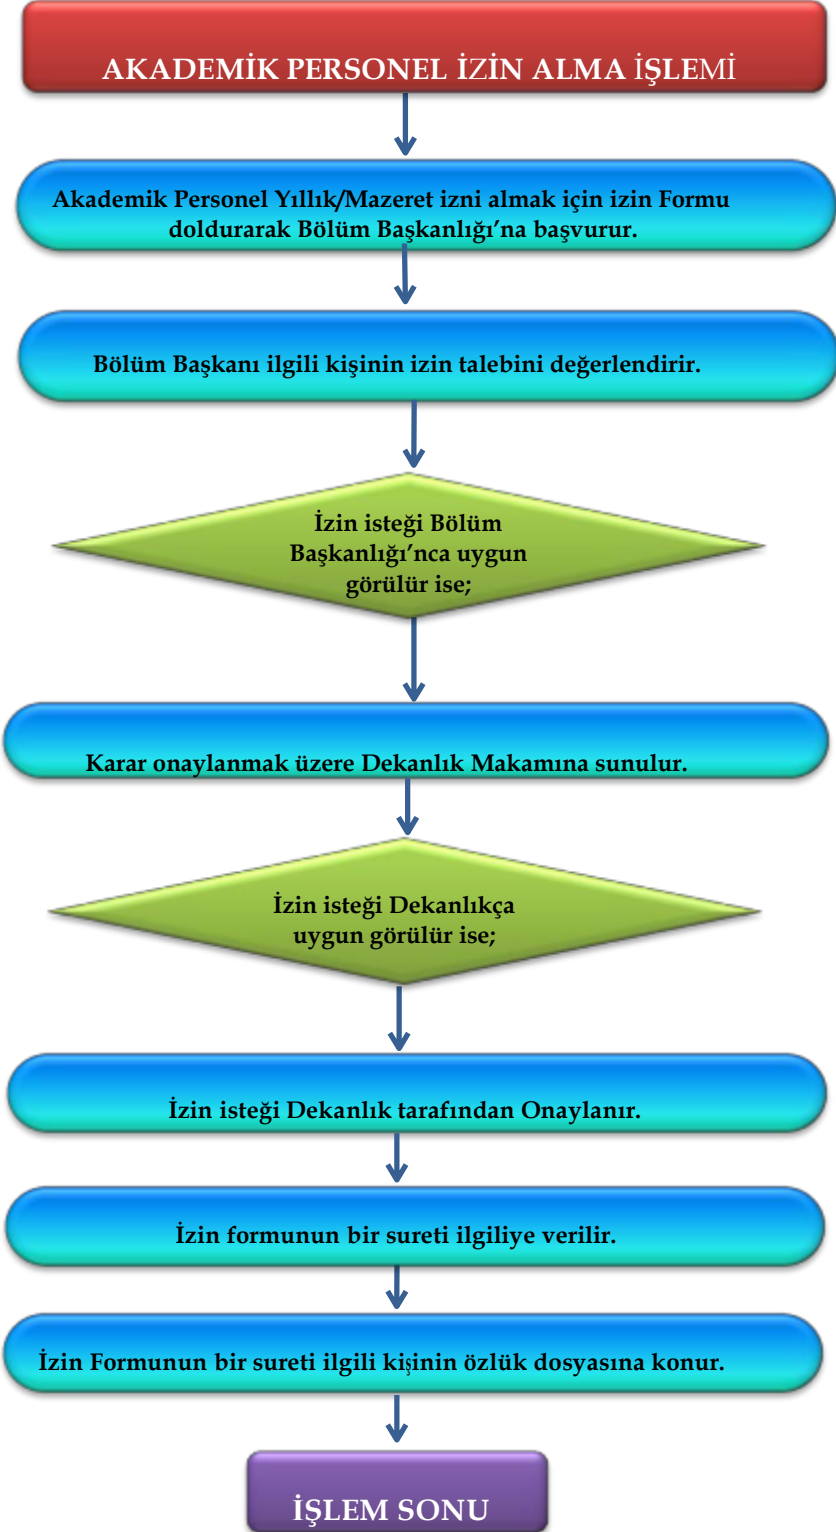 AKADEMİK PERSONEL İZİN ALMA İŞLEMİ
Akademik Personel Yıllık/Mazeret izni almak için izin Formu
doldurarak Bölüm Başkanlığı’na başvurur.
Bölüm Başkanı ilgili kişinin izin talebini değerlendirir.
İzin isteği Bölüm
Başkanlığı’nca uygun
görülür ise;
Karar onaylanmak üzere Dekanlık Makamına sunulur.
İzin isteği Dekanlıkça
uygun görülür ise;
İzin isteği Dekanlık tarafından Onaylanır.
İzin formunun bir sureti ilgiliye verilir.
İzin Formunun bir sureti ilgili kişinin özlük dosyasına konur.
İŞLEM SONU